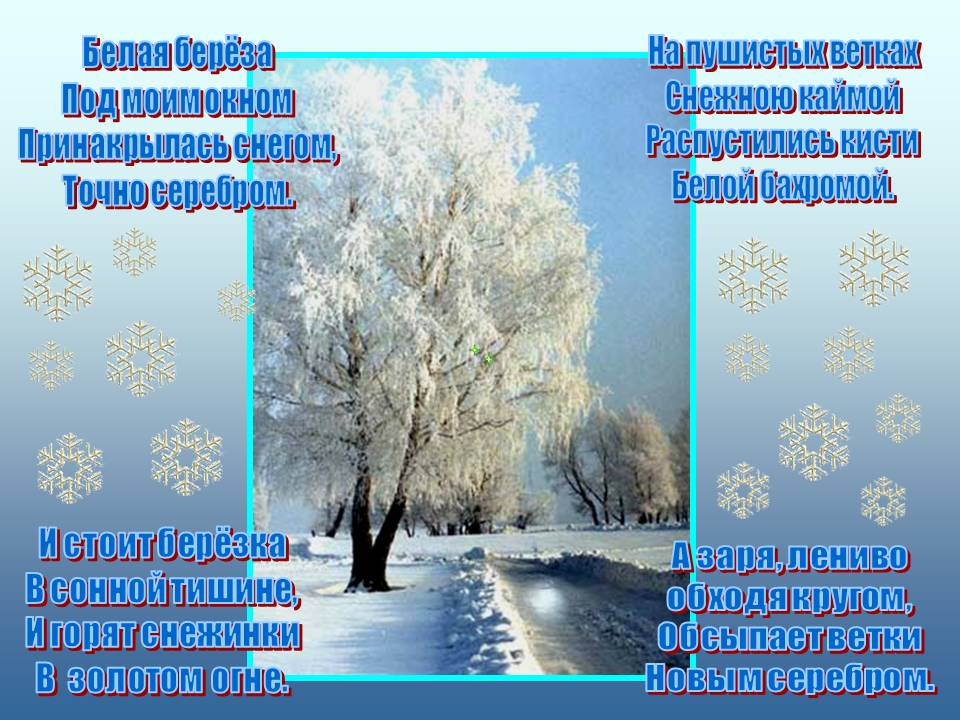 Белая берёза
Под моим окном
Принакрылась снегом,
Точно серебром.
На пушистых ветках
Снежною каймой
Распустились кисти
Белой бахромой.
И стоит берёзка
В сонной тишине,
И горят снежинки
В золотом огне.
А заря, лениво
обходя кругом,
Обсыпает ветки
Новым серебром.